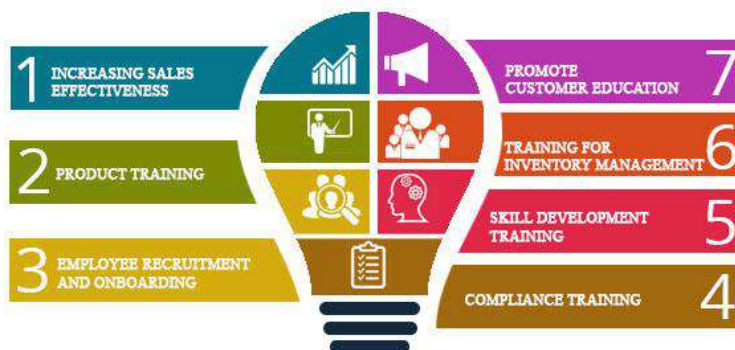 1
INCREASING SALES
EFFECTIVENESS
2
PRODUCT TRAINING
3
EMPLOYEE RECRUITMENT
AND ONBOARDING
7
PROMOTE
CUSTOMER EDUCATION
6
TRAINING FOR
INVENTORY MANAGEMENT
5
SKILL DEVELOPMENT
TRAINING
4
COMPLIANCE TRAINING